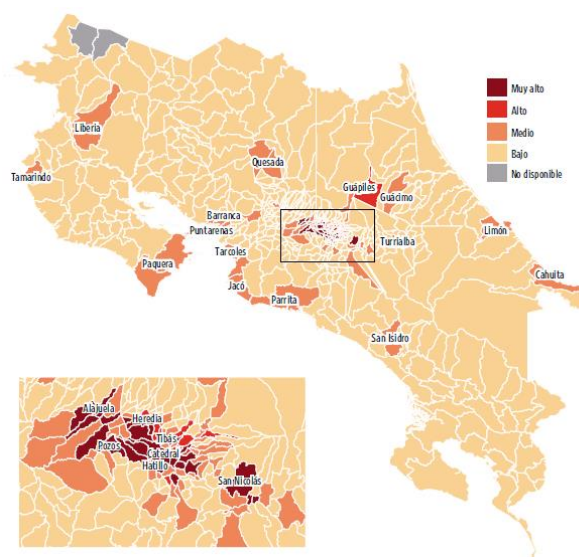 Muy alto
Alto
Medio
Bajo
No disponible
Liberia
Tamarindo
Quesada
Guápiles
Guácimo
Barranca
Puntarenas
Limón
Turrialba
Tarcoles
Paquera
Cahuita
Jacó
Parrita
San Isidro
Alajuela
Heredia
Tibás
Pozos
Catedral
Hatillo
San Nicolás